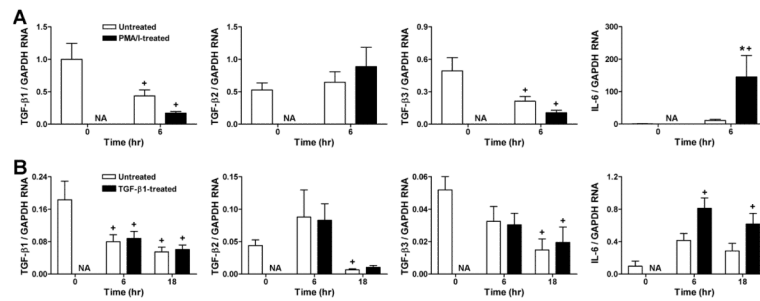 A
TGF-β1 / GAPDH RNA
1.5
1.0
0.5
0.0
Untreated
PMA/I-treated
+
+
NA
0
6
Time (hr)
TGF-β2 / GAPDH RNA
1.5
1.0
0.5
0.0
NA
0
6
Time (hr)
TGF-β3 / GAPDH RNA
0.9
0.6
0.3
0.0
+
+
NA
0
6
Time (hr)
IL-6 / GAPDH RNA
300
200
100
0
*+
NA
0
6
Time (hr)
B
TGF-β1 / GAPDH RNA
0.24
0.16
0.08
0.00
Untreated
TGF-β1-treated
+ +
+ +
NA
0
6
18
Time (hr)
TGF-β2 / GAPDH RNA
0.15
0.10
0.05
0.00
+
NA
0
6
18
Time (hr)
TGF-β3 / GAPDH RNA
0.06
0.04
0.02
0.00
+ +
NA
0
6
18
Time (hr)
IL-6 / GAPDH RNA
1.2
0.8
0.4
0.0
+
+
NA
0
6
18
Time (hr)